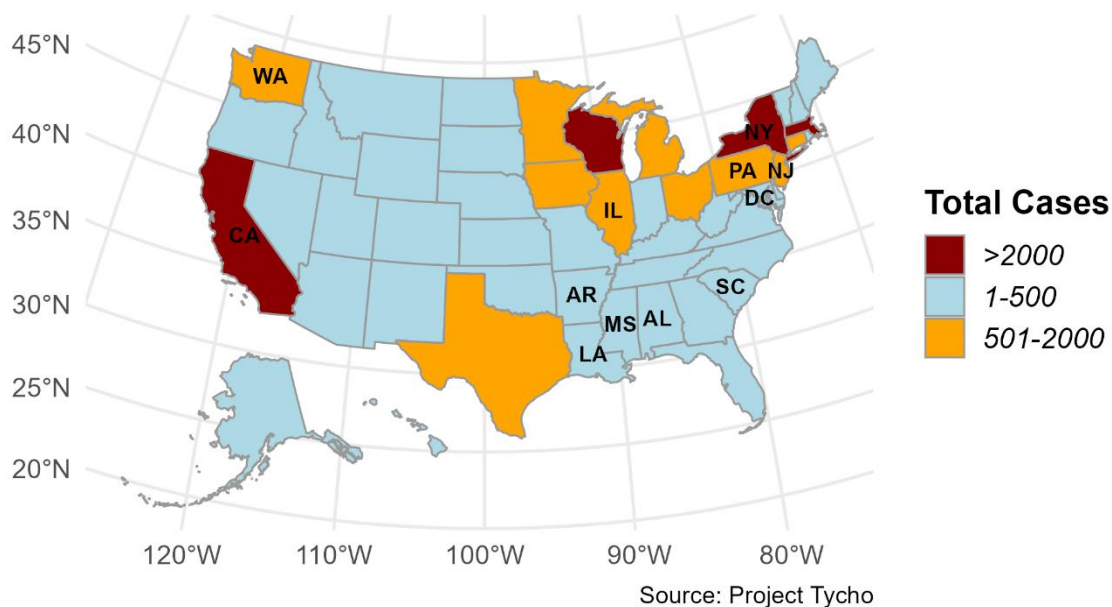 45°N
40°N
35°N
30°N
25°N
20°N
WA
NY
PA NJ
DC
IL
CA
AR
SC
MS AL
LA
Total Cases
>2000
1-500
501-2000
120°W 110°W 100°W 90°W 80°W
Source: Project Tycho